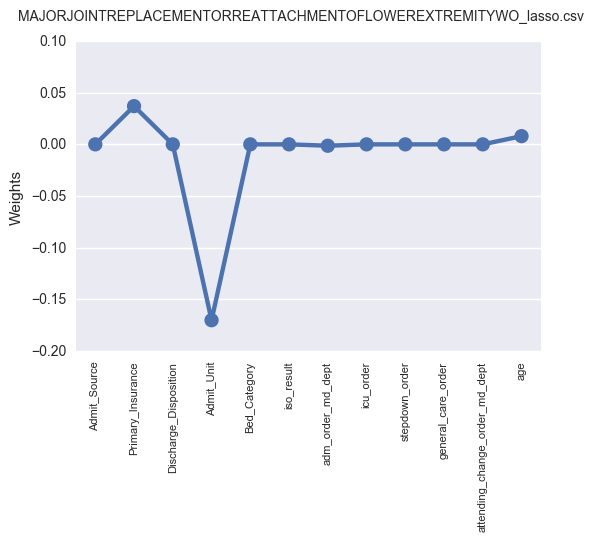 MAJORJOINTREPLACEMENTORREATTACHMENTOFLOWEREXTREMITYWO_lasso.csv
0.10
0.05
0.00
−0.05
−0.10
−0.15
−0.20
Weights
Admit_Source
Primary_Insurance
Discharge_Disposition
Admit_Unit
Bed_Category
iso_result
adm_order_md_dept
icu_order
stepdown_order
general_care_order
attending_change_order_md_dept
age